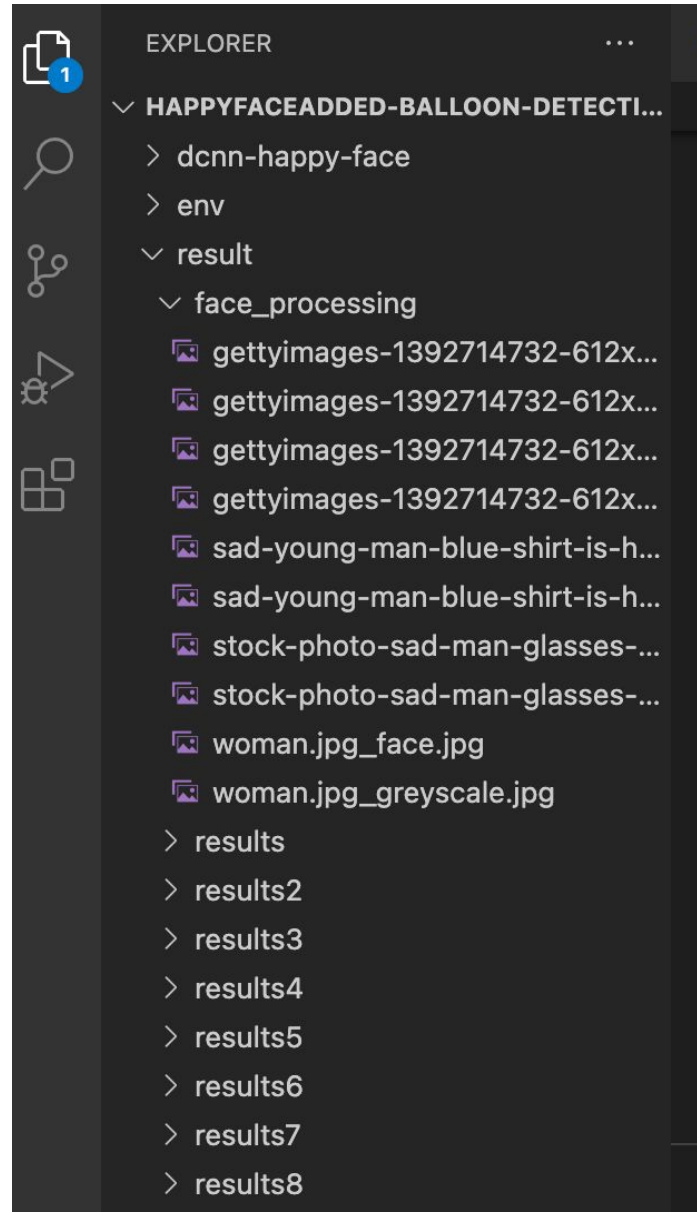 EXPLORER ...
1
HAPPYFACEADDED-BALLOON-DETECTI...
dcnn-happy-face
env
result
face_processing
gettyimages-1392714732-612x...
gettyimages-1392714732-612x...
gettyimages-1392714732-612x...
gettyimages-1392714732-612x...
sad-young-man-blue-shirt-is-h...
sad-young-man-blue-shirt-is-h...
stock-photo-sad-man-glasses-...
stock-photo-sad-man-glasses-...
woman.jpg_face.jpg
woman.jpg_greyscale.jpg
results
results2
results3
results4
results5
results6
results7
results8